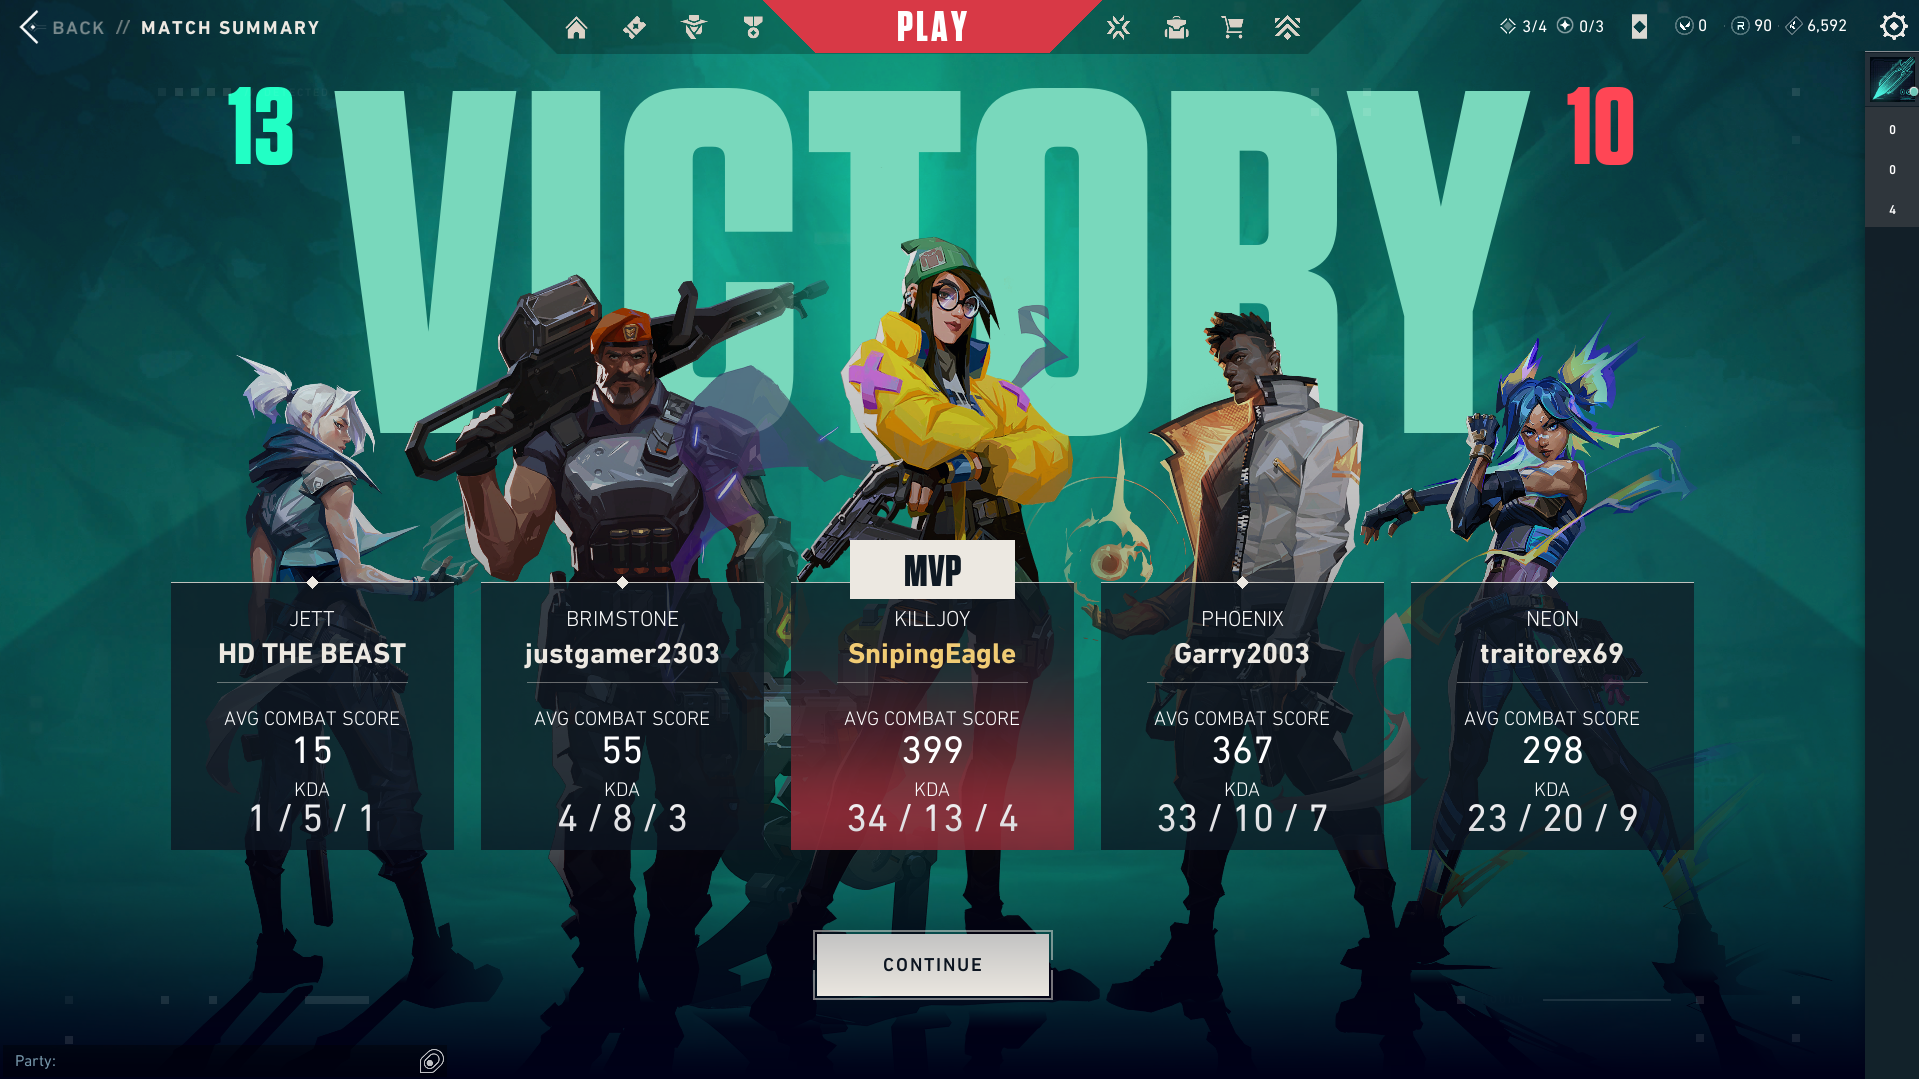 BACK // MATCH SUMMARY
PLAY
3/4 0/3 0 90 6,592
13 VICTORY 10
0
0
4
MVP
JETT
HD THE BEAST
AVG COMBAT SCORE
15
KDA
1 / 5 / 1
BRIMSTONE
justgamer2303
AVG COMBAT SCORE
55
KDA
4 / 8 / 3
KILLJOY
SnipingEagle
AVG COMBAT SCORE
399
KDA
34 / 13 / 4
PHOENIX
Garry2003
AVG COMBAT SCORE
367
KDA
33 / 10 / 7
NEON
traitorex69
AVG COMBAT SCORE
298
KDA
23 / 20 / 9
CONTINUE
Party: